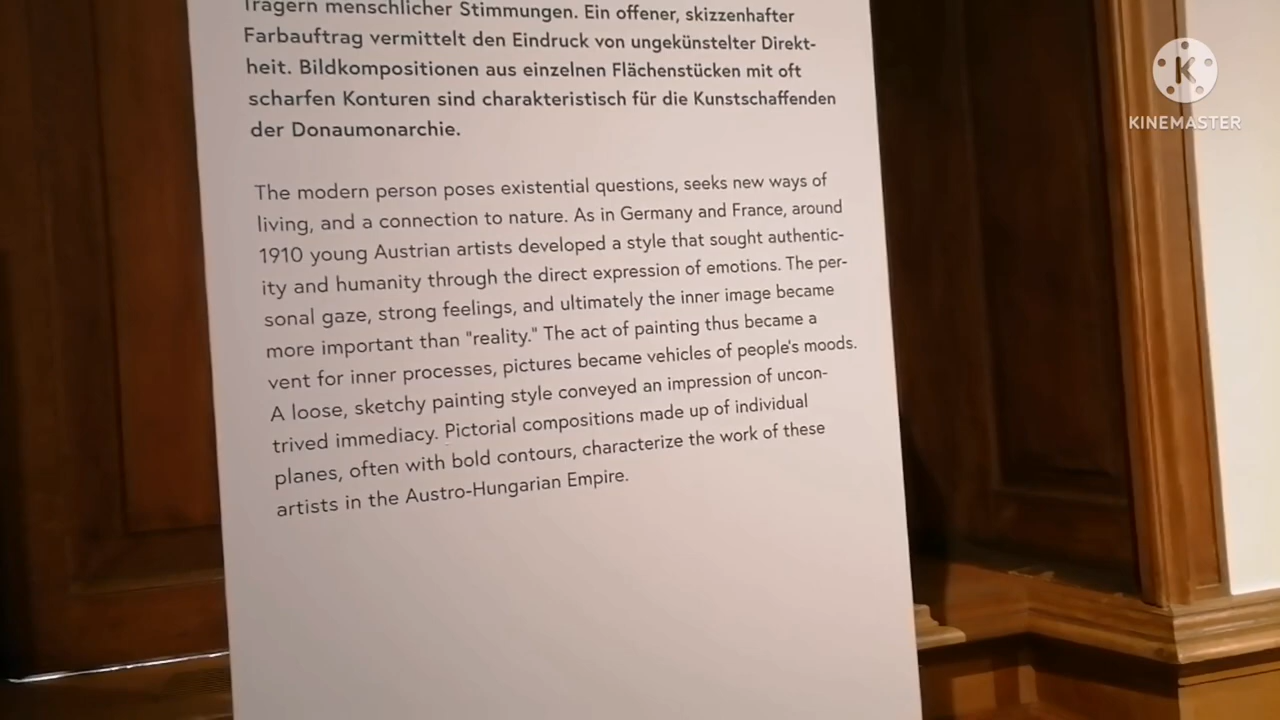 Trägern menschlicher Stimmungen. Ein offener, skizzenhafter
Farbauftrag vermittelt den Eindruck von ungekünstelter Direkt-
heit. Bildkompositionen aus einzelnen Flächenstücken mit oft
scharfen Konturen sind charakteristisch für die Kunstschaffenden
der Donaumonarchie.
The modern person poses existential questions, seeks new ways of
living, and a connection to nature. As in Germany and France, around
1910 young Austrian artists developed a style that sought authentic-
ity and humanity through the direct expression of emotions. The per-
sonal gaze, strong feelings, and ultimately the inner image became
more important than "reality." The act of painting thus became a
vent for inner processes, pictures became vehicles of people's moods.
A loose, sketchy painting style conveyed an impression of uncon-
trived immediacy. Pictorial compositions made up of individual
planes, often with bold contours, characterize the work of these
artists in the Austro-Hungarian Empire.
K
KINEMASTER